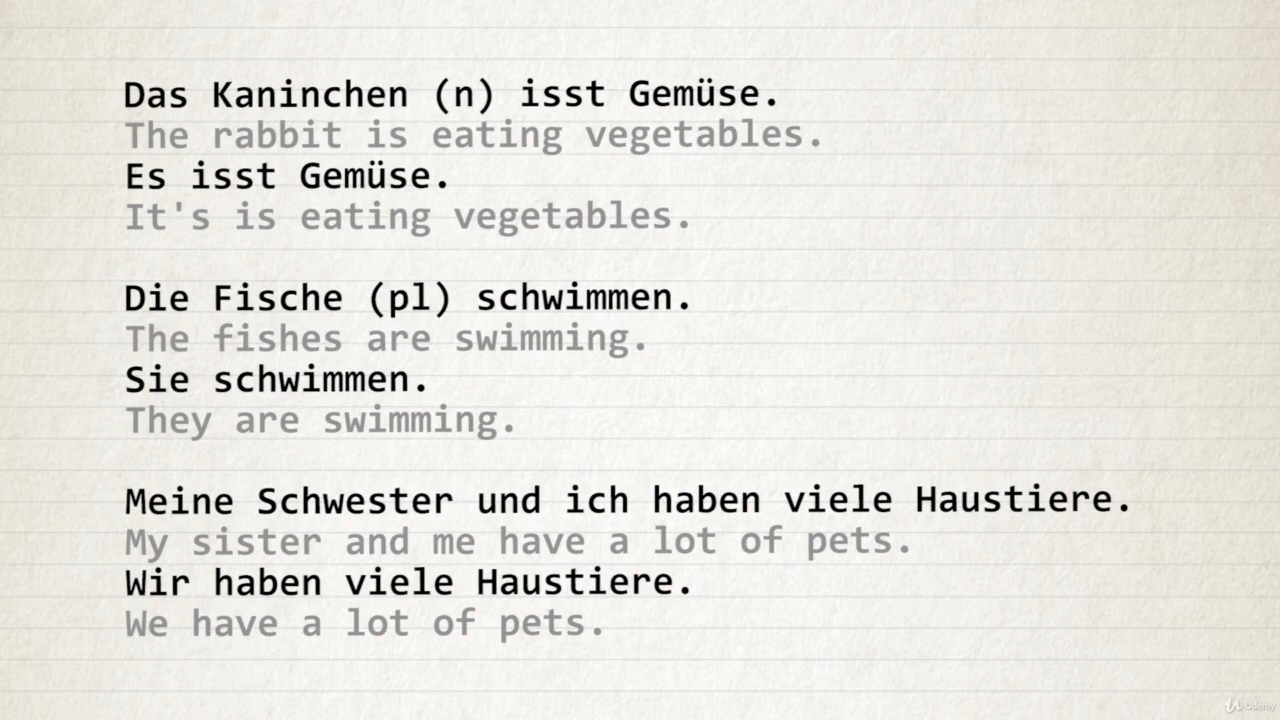 Das Kaninchen (n) isst Gemüse.
The rabbit is eating vegetables.
Es isst Gemüse.
It's is eating vegetables.
Die Fische (pl) schwimmen.
The fishes are swimming.
Sie schwimmen.
They are swimming.
Meine Schwester und ich haben viele Haustiere.
My sister and me have a lot of pets.
Wir haben viele Haustiere.
We have a lot of pets.
Udemy